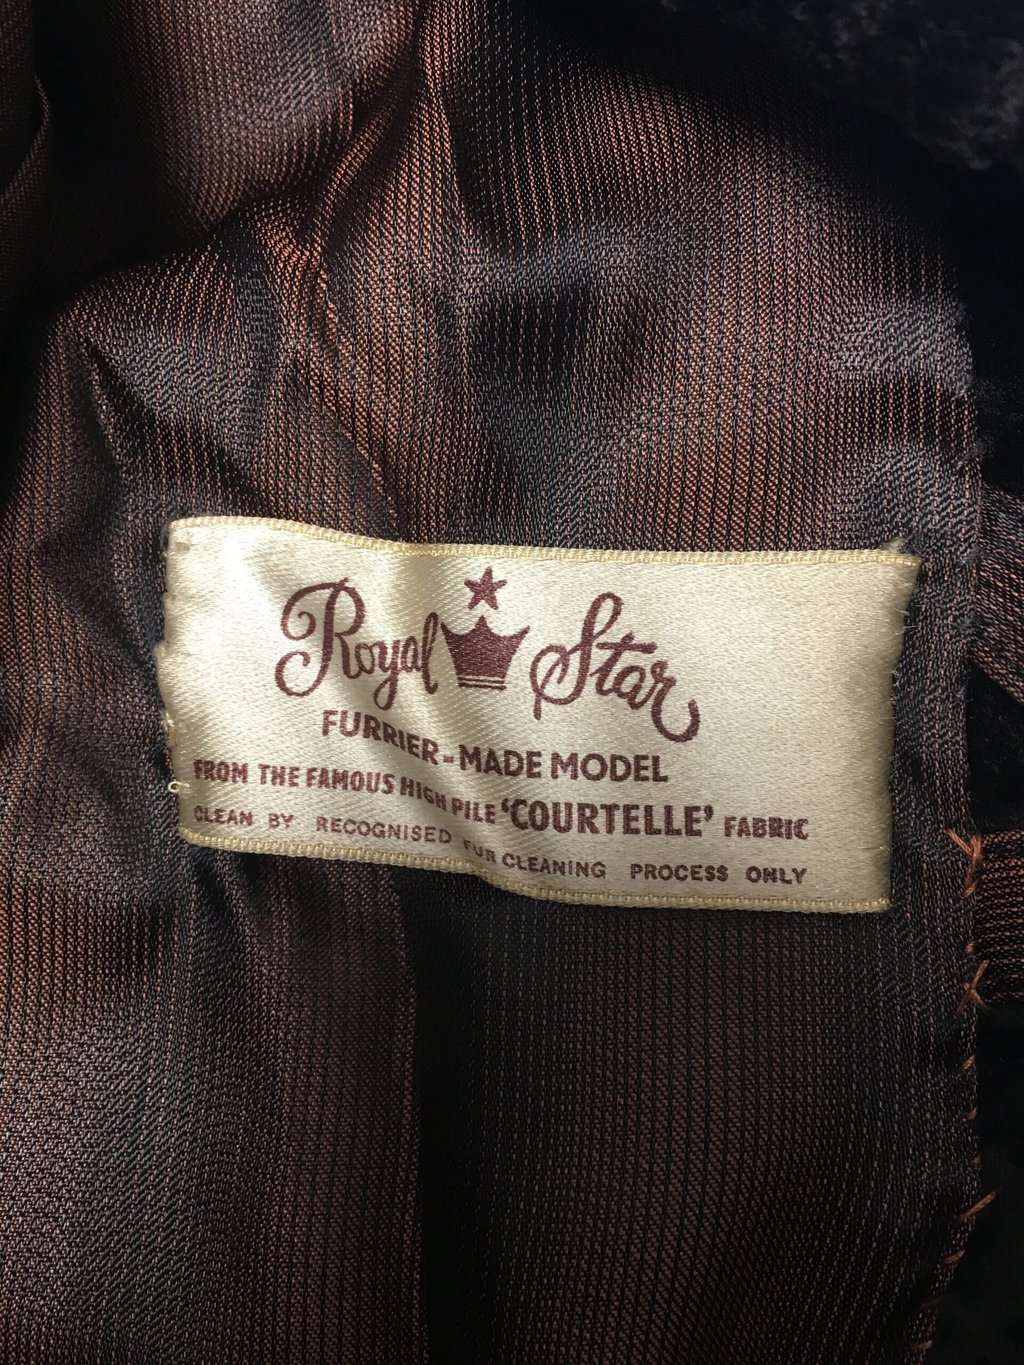 Royal Star
FURRIER-MADE MODEL
FROM THE FAMOUS HIGH PILE 'COURTELLE' FABRIC
CLEAN BY RECOGNISED FUR CLEANING PROCESS ONLY